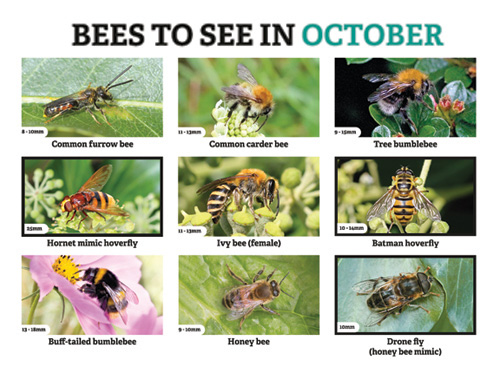 BEES TO SEE IN OCTOBER
8 - 10mm
11 - 13mm
9 - 15mm
Common furrow bee
Common carder bee
Tree bumblebee
25mm
11 - 13mm
10 - 14mm
Hornet mimic hoverfly
Ivy bee (female)
Batman hoverfly
13 - 18mm
9 - 10mm
10mm
Buff-tailed bumblebee
Honey bee
Drone fly
(honey bee mimic)